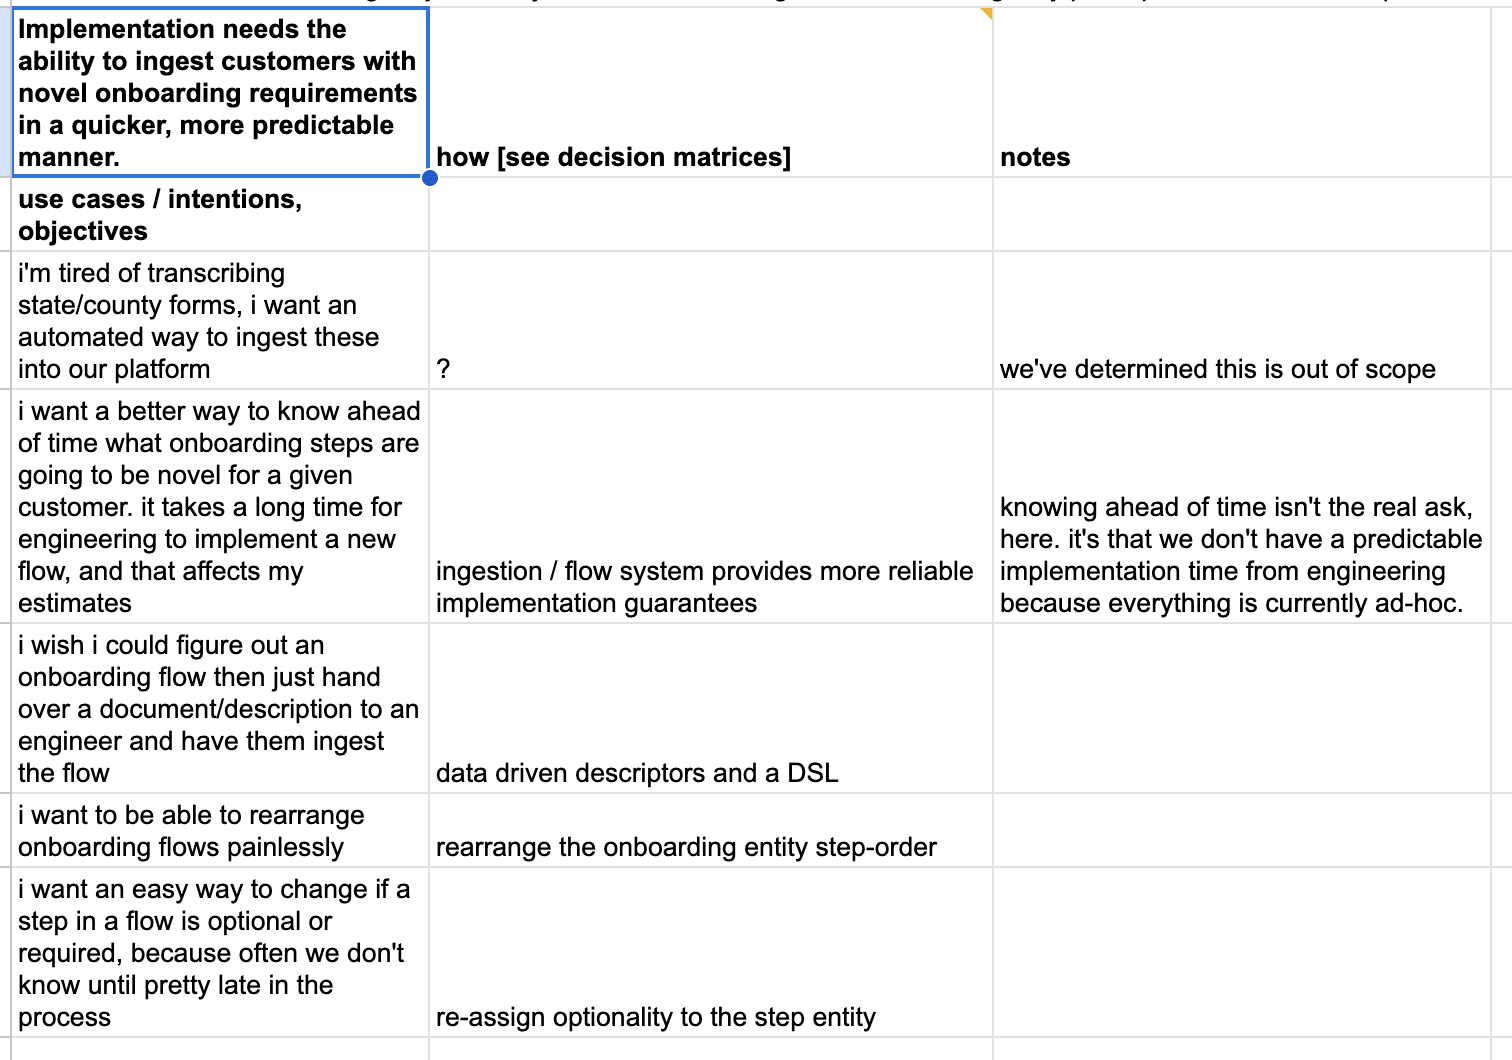 Implementation needs the
ability to ingest customers with
novel onboarding requirements
in a quicker, more predictable
manner.
how [see decision matrices]
notes
use cases / intentions,
objectives
i'm tired of transcribing
state/county forms, i want an
automated way to ingest these
into our platform
?
we've determined this is out of scope
i want a better way to know ahead
of time what onboarding steps are
going to be novel for a given
customer. it takes a long time for
engineering to implement a new
flow, and that affects my
estimates
ingestion / flow system provides more reliable
implementation guarantees
knowing ahead of time isn't the real ask,
here. it's that we don't have a predictable
implementation time from engineering
because everything is currently ad-hoc.
i wish i could figure out an
onboarding flow then just hand
over a document/description to an
engineer and have them ingest
the flow
data driven descriptors and a DSL
i want to be able to rearrange
onboarding flows painlessly
rearrange the onboarding entity step-order
i want an easy way to change if a
step in a flow is optional or
required, because often we don't
know until pretty late in the
process
re-assign optionality to the step entity